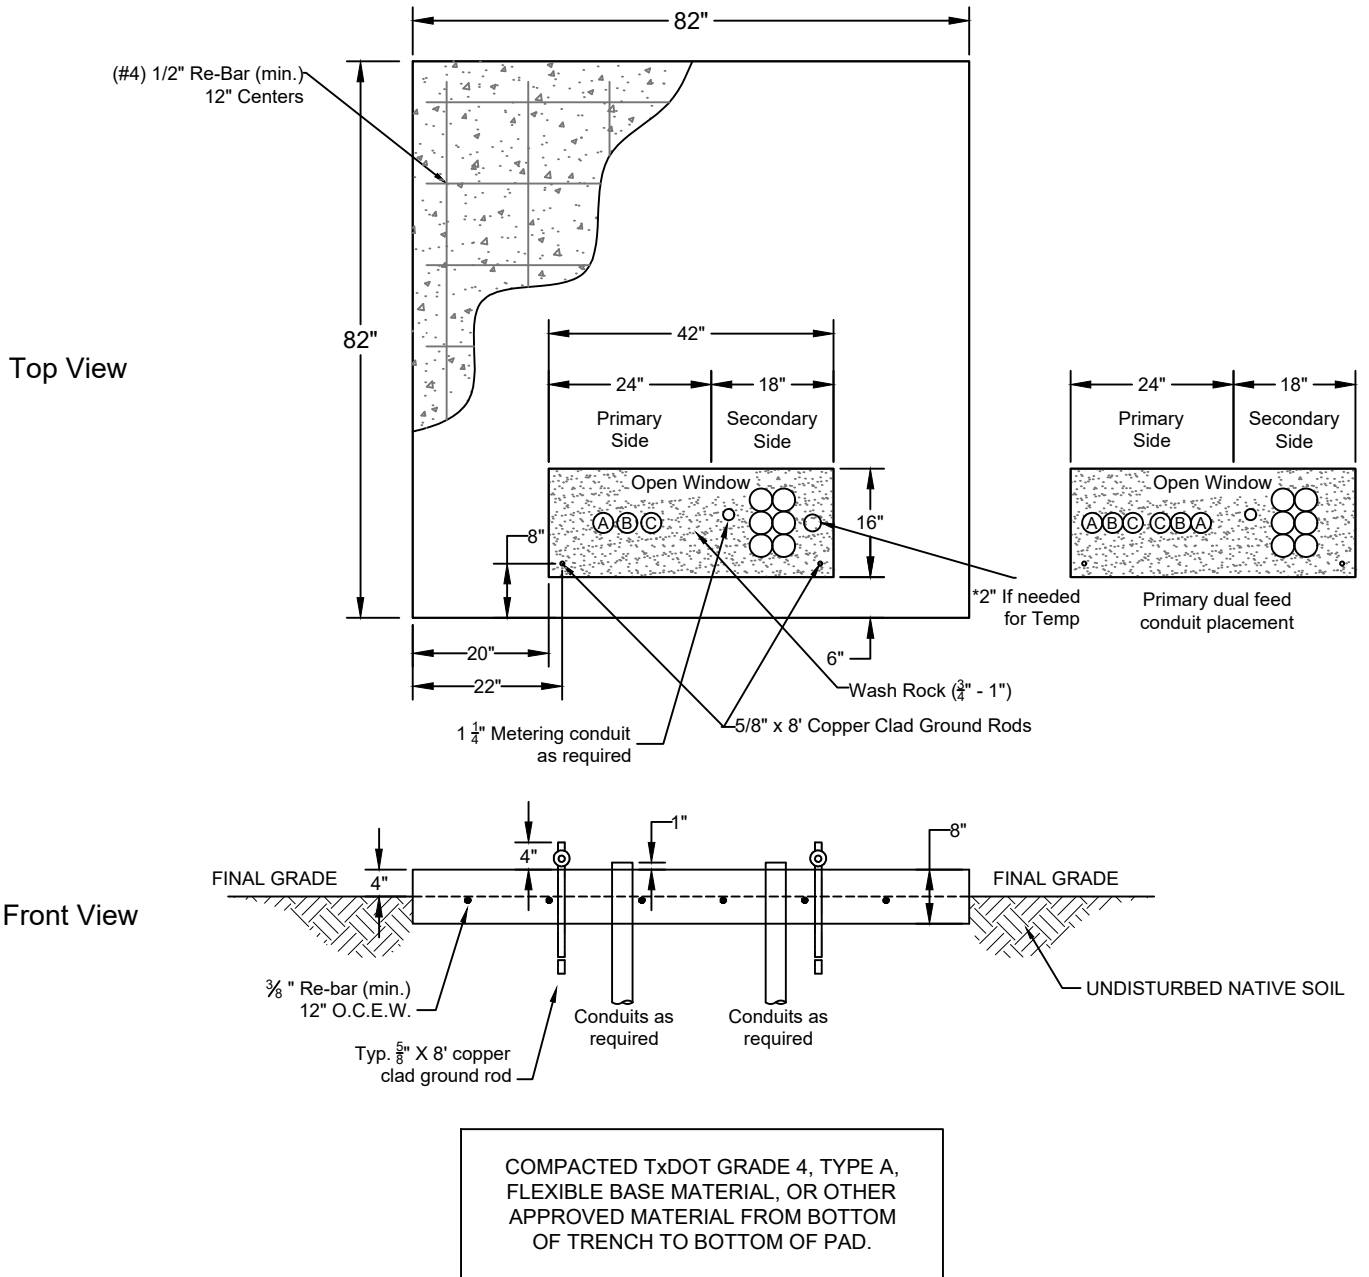 82"
(#4) 1/2" Re-Bar (min.)
12" Centers
82"
Top View
42"
24"
18"
Primary
Side
Secondary
Side
Open Window
A B C
16"
8"
6"
20"
22"
*2" If needed
for Temp
Wash Rock (3/4" - 1")
5/8" x 8' Copper Clad Ground Rods
1 1/4" Metering conduit
as required
24"
18"
Primary
Side
Secondary
Side
Open Window
A B C C B A
Primary dual feed
conduit placement
Front View
FINAL GRADE
4"
4"
1"
8"
FINAL GRADE
3/8 " Re-bar (min.)
12" O.C.E.W.
Typ. 5/8" X 8' copper
clad ground rod
Conduits as
required
Conduits as
required
UNDISTURBED NATIVE SOIL
COMPACTED TxDOT GRADE 4, TYPE A,
FLEXIBLE BASE MATERIAL, OR OTHER
APPROVED MATERIAL FROM BOTTOM
OF TRENCH TO BOTTOM OF PAD.